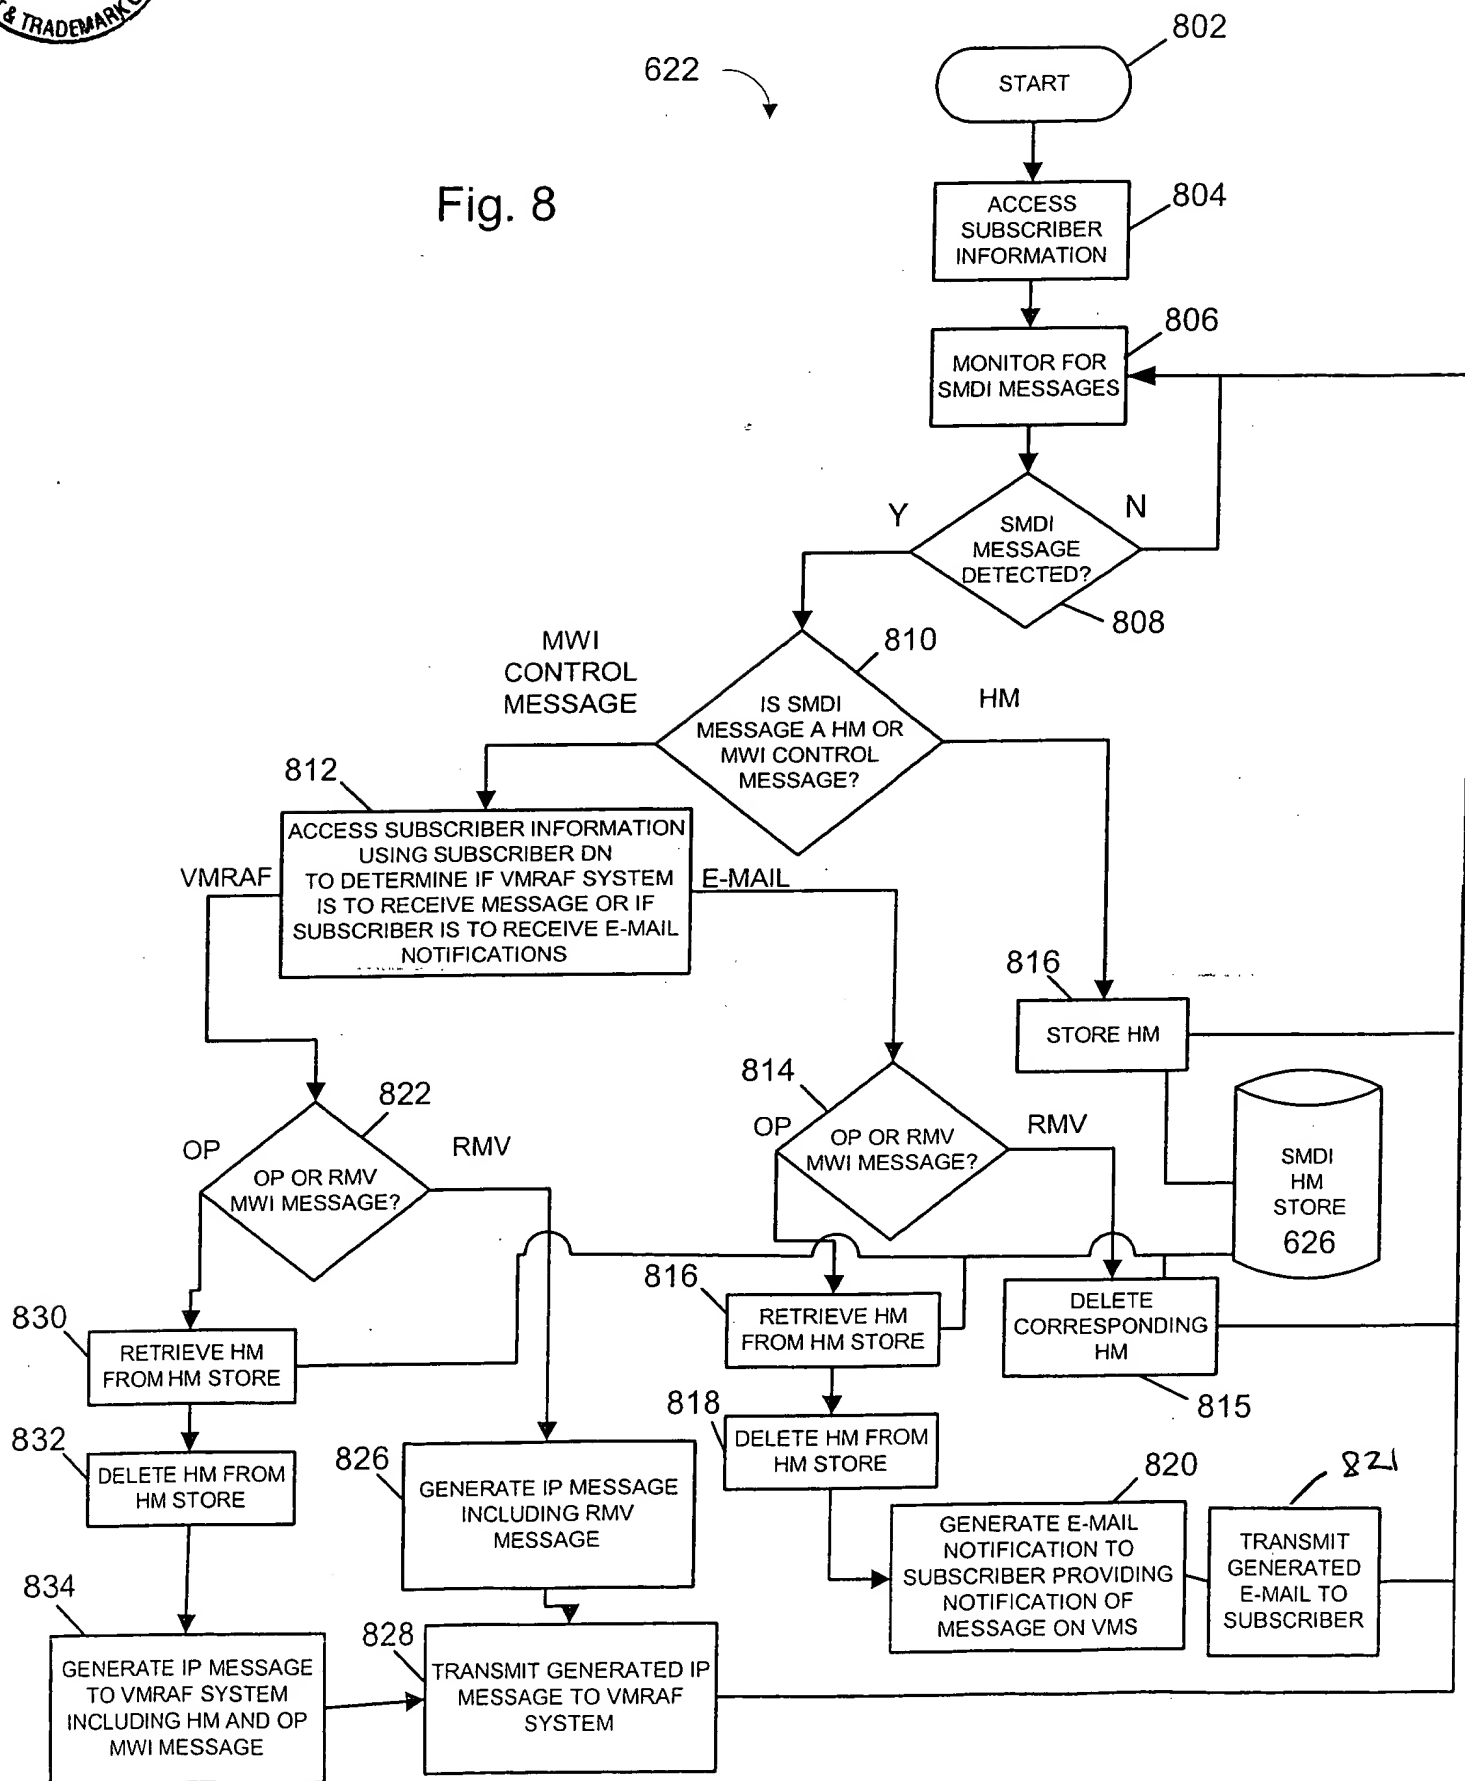 & TRADEMARK
802
622
START
Fig. 8
804
ACCESS
SUBSCRIBER
INFORMATION
806
MONITOR FOR
SMDI MESSAGES
Y
N
SMDI
MESSAGE
DETECTED?
808
MWI
CONTROL
MESSAGE
810
HM
IS SMDI
MESSAGE A HM OR
MWI CONTROL
MESSAGE?
812
ACCESS SUBSCRIBER INFORMATION
USING SUBSCRIBER DN
TO DETERMINE IF VMRAF SYSTEM
IS TO RECEIVE MESSAGE OR IF
SUBSCRIBER IS TO RECEIVE E-MAIL
NOTIFICATIONS
VMRAF
E-MAIL
816
STORE HM
814
OP
RMV
OP OR RMV
MWI MESSAGE?
822
OP
RMV
OP OR RMV
MWI MESSAGE?
SMDI
HM
STORE
626
816
RETRIEVE HM
FROM HM STORE
DELETE
CORRESPONDING
HM
815
830
RETRIEVE HM
FROM HM STORE
818
DELETE HM FROM
HM STORE
832
DELETE HM FROM
HM STORE
826
GENERATE IP MESSAGE
INCLUDING RMV
MESSAGE
820
GENERATE E-MAIL
NOTIFICATION TO
SUBSCRIBER PROVIDING
NOTIFICATION OF
MESSAGE ON VMS
821
TRANSMIT
GENERATED
E-MAIL TO
SUBSCRIBER
834
GENERATE IP MESSAGE
TO VMRAF SYSTEM
INCLUDING HM AND OP
MWI MESSAGE
828
TRANSMIT GENERATED IP
MESSAGE TO VMRAF
SYSTEM